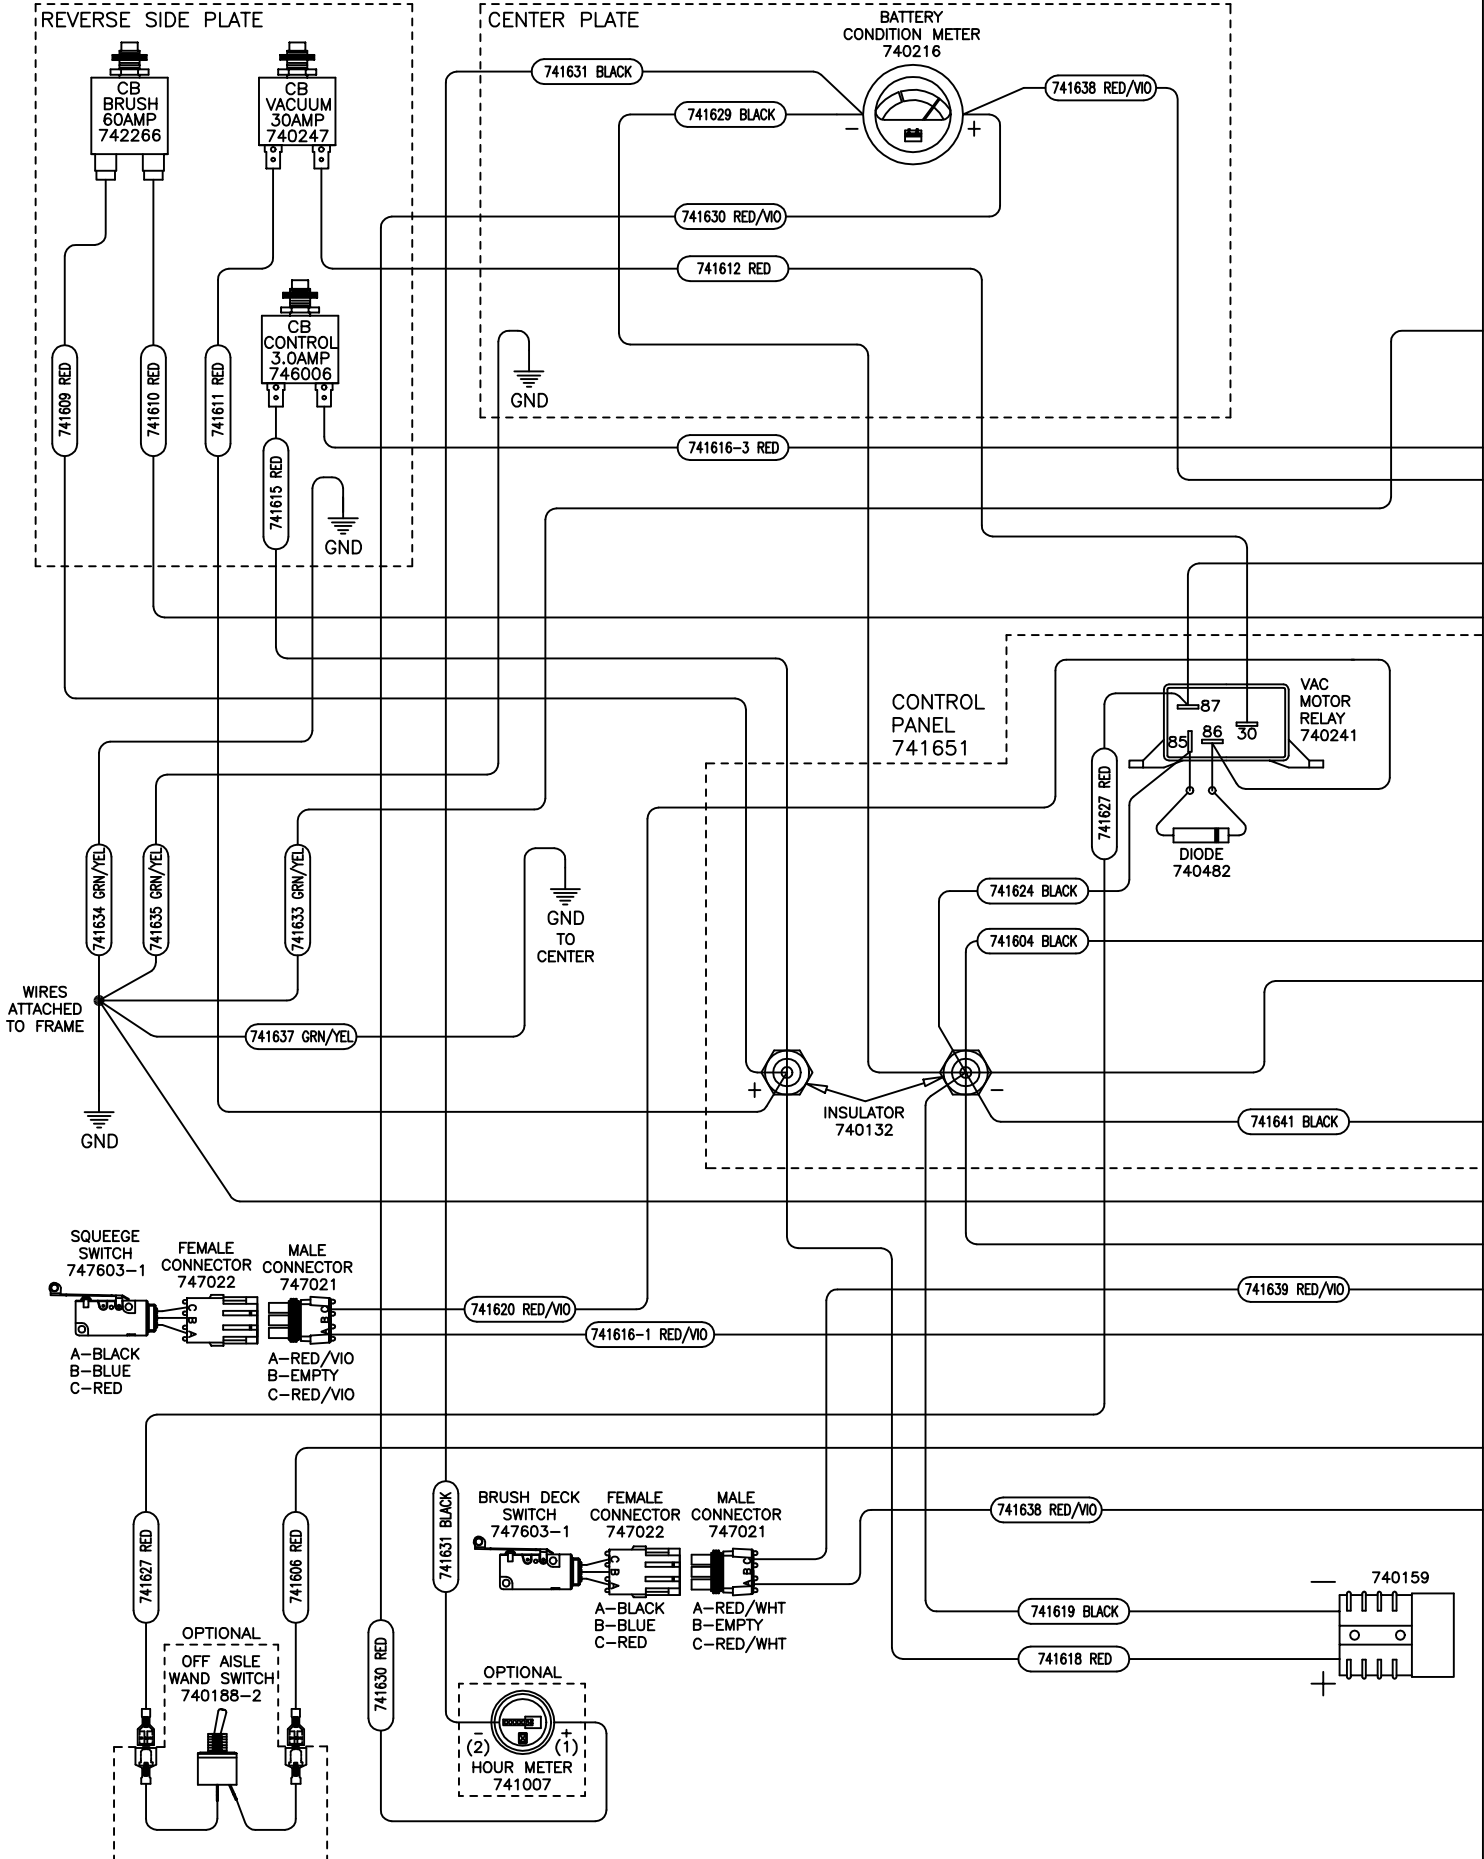 REVERSE SIDE PLATE
CB
BRUSH
60AMP
742266
CB
VACUUM
30AMP
740247
CB
CONTROL
3.0AMP
746006
741609 RED
741610 RED
741611 RED
741615 RED
GND
CENTER PLATE
BATTERY
CONDITION METER
740216
741631 BLACK
741629 BLACK
741638 RED/VIO
− +
741630 RED/VIO
741612 RED
GND
741616-3 RED
CONTROL
PANEL
741651
VAC
MOTOR
RELAY
740241
87
86
85
30
741627 RED
DIODE
740482
741624 BLACK
741604 BLACK
741634 GRN/YEL
741635 GRN/YEL
741633 GRN/YEL
GND
TO
CENTER
WIRES
ATTACHED
TO FRAME
741637 GRN/YEL
GND
+
−
INSULATOR
740132
741641 BLACK
SQUEEGE
SWITCH
747603-1
FEMALE
CONNECTOR
747022
MALE
CONNECTOR
747021
C
B
A
C
B
A
A-BLACK
B-BLUE
C-RED
A-RED/VIO
B-EMPTY
C-RED/VIO
741620 RED/VIO
741616-1 RED/VIO
741639 RED/VIO
741627 RED
741606 RED
741631 BLACK
741630 RED
BRUSH DECK
SWITCH
747603-1
FEMALE
CONNECTOR
747022
MALE
CONNECTOR
747021
C
B
A
C
B
A
A-BLACK
B-BLUE
C-RED
A-RED/WHT
B-EMPTY
C-RED/WHT
741638 RED/VIO
741619 BLACK
741618 RED
740159
−
+
OPTIONAL
OFF AISLE
WAND SWITCH
740188-2
OPTIONAL
− +
(2) (1)
HOUR METER
741007